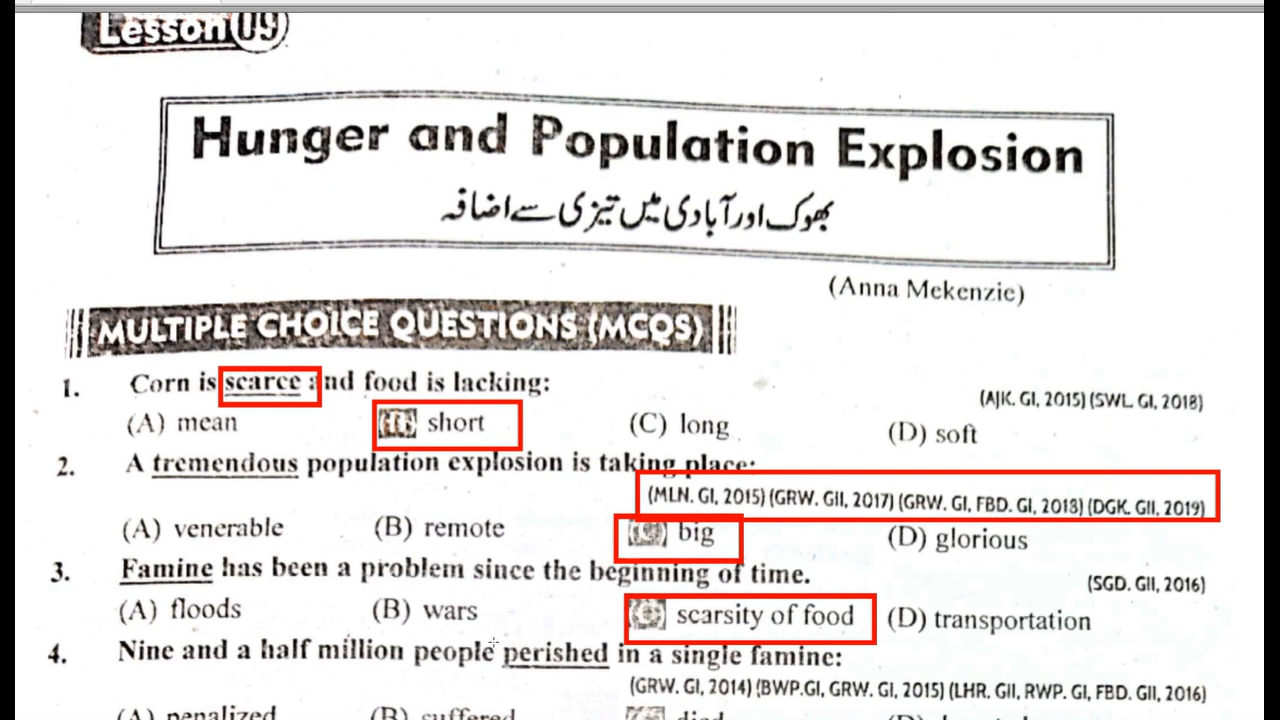 Lesson 09
Hunger and Population Explosion
بھوک اور آبادی میں تیزی سے اضافہ
(Anna Mckenzie)
MULTIPLE CHOICE QUESTIONS (MCQS)
1. Corn is scarce and food is lacking:
(AJK. GI, 2015) (SWL. GI, 2018)
(A) mean short (C) long (D) soft
2. A tremendous population explosion is taking place:
(MLN. GI, 2015) (GRW. GII, 2017) (GRW. GI, FBD. GI, 2018) (DGK. GII, 2019)
(A) venerable (B) remote big (D) glorious
3. Famine has been a problem since the beginning of time.
(SGD. GII, 2016)
(A) floods (B) wars scarsity of food (D) transportation
4. Nine and a half million people perished in a single famine:
(GRW. GI, 2014) (BWP.GI, GRW. GI, 2015) (LHR. GII, RWP. GI, FBD. GII, 2016)
(A) penalized (B) suffered died (D)